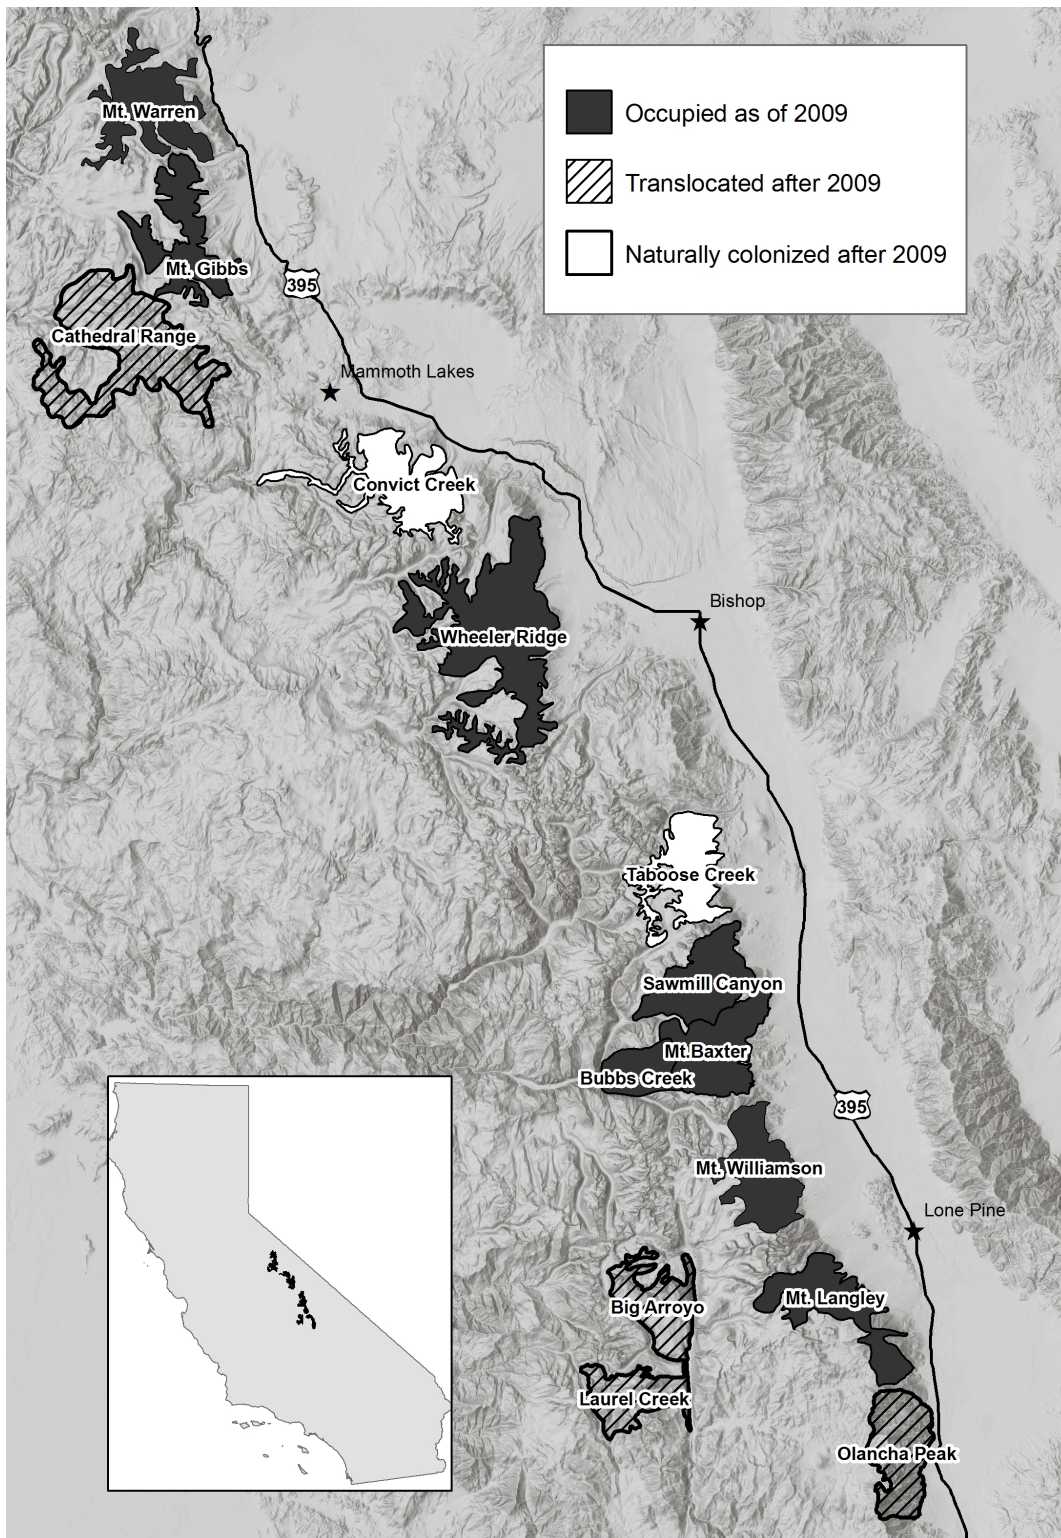 Mt. Warren
Occupied as of 2009
Translocated after 2009
Naturally colonized after 2009
Mt. Gibbs
395
Cathedral Range
Mammoth Lakes
Convict Creek
Bishop
Wheeler Ridge
Taboose Creek
Sawmill Canyon
Mt.Baxter
Bubbs Creek
395
Mt. Williamson
Lone Pine
Mt. Langley
Big Arroyo
Laurel Creek
Olancha Peak